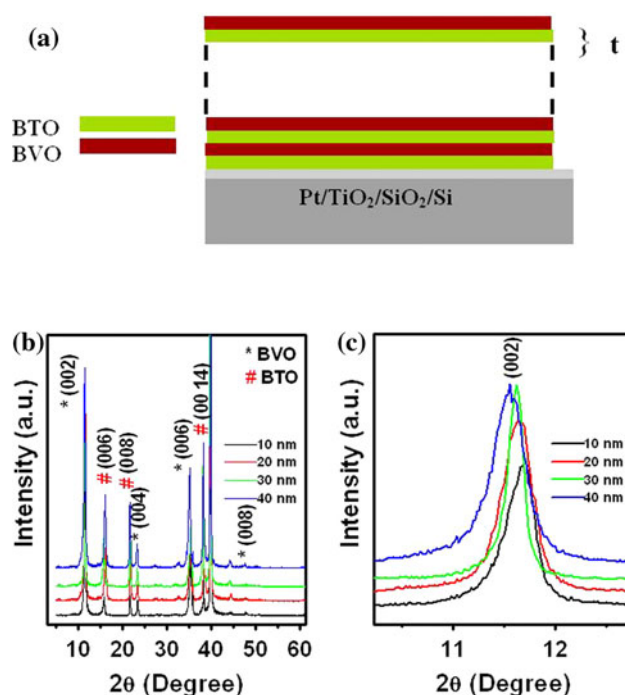 (a)
} t
BTO
BVO
Pt/TiO₂/SiO₂/Si
(b)
* (002)
# (006)
# (008)
* (004)
* (006)
# (00 14)
* (008)
* BVO
# BTO
10 nm
20 nm
30 nm
40 nm
Intensity (a.u.)
0 10 20 30 40 50 60
2θ (Degree)
(c)
(002)
10 nm
20 nm
30 nm
40 nm
Intensity (a.u.)
11 12
2θ (Degree)